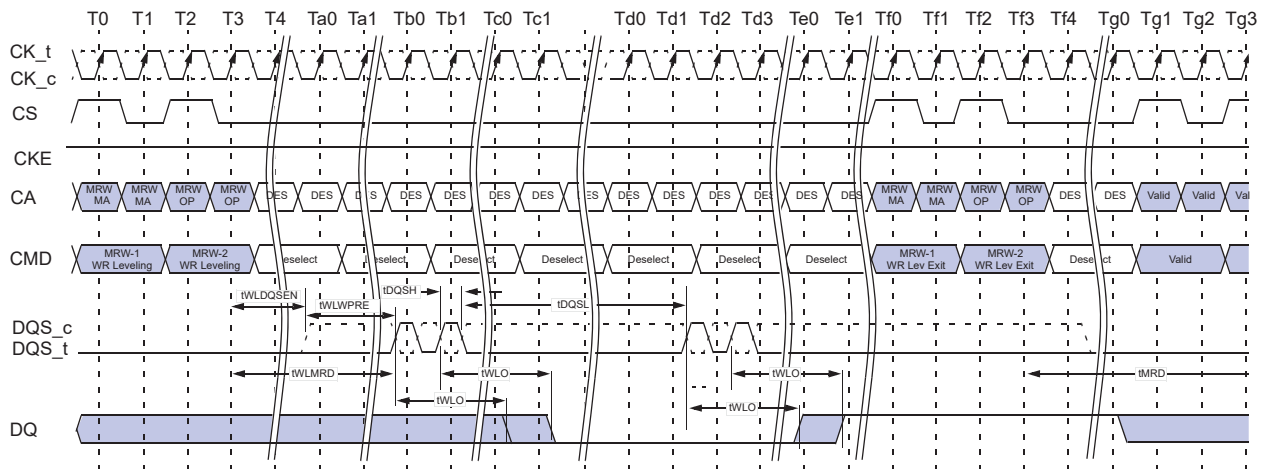 T0 T1 T2 T3 T4 Ta0 Ta1 Tb0 Tb1 Tc0 Tc1 Td0 Td1 Td2 Td3 Te0 Te1 Tf0 Tf1 Tf2 Tf3 Tf4 Tg0 Tg1 Tg2 Tg3
CK_t
CK_c
CS
CKE
CA
MRW MRW MRW MRW MRW MRW MRW MRW
MA MA OP OP DES DES DES DES DES DES DES DES DES DES DES DES DES DES MA MA OP OP DES DES Valid Valid Val
CMD
MRW-1 MRW-2 MRW-1 MRW-2
WR Leveling WR Leveling Deselect Deselect Deselect Deselect Deselect Deselect Deselect WR Lev Exit WR Lev Exit Deselect Valid
tDQSH
tWLDQSEN tWLWPRE tDQSL
DQS_c
DQS_t
tWLMRD tWLO tWLO tMRD
tWLO tWLO
DQ